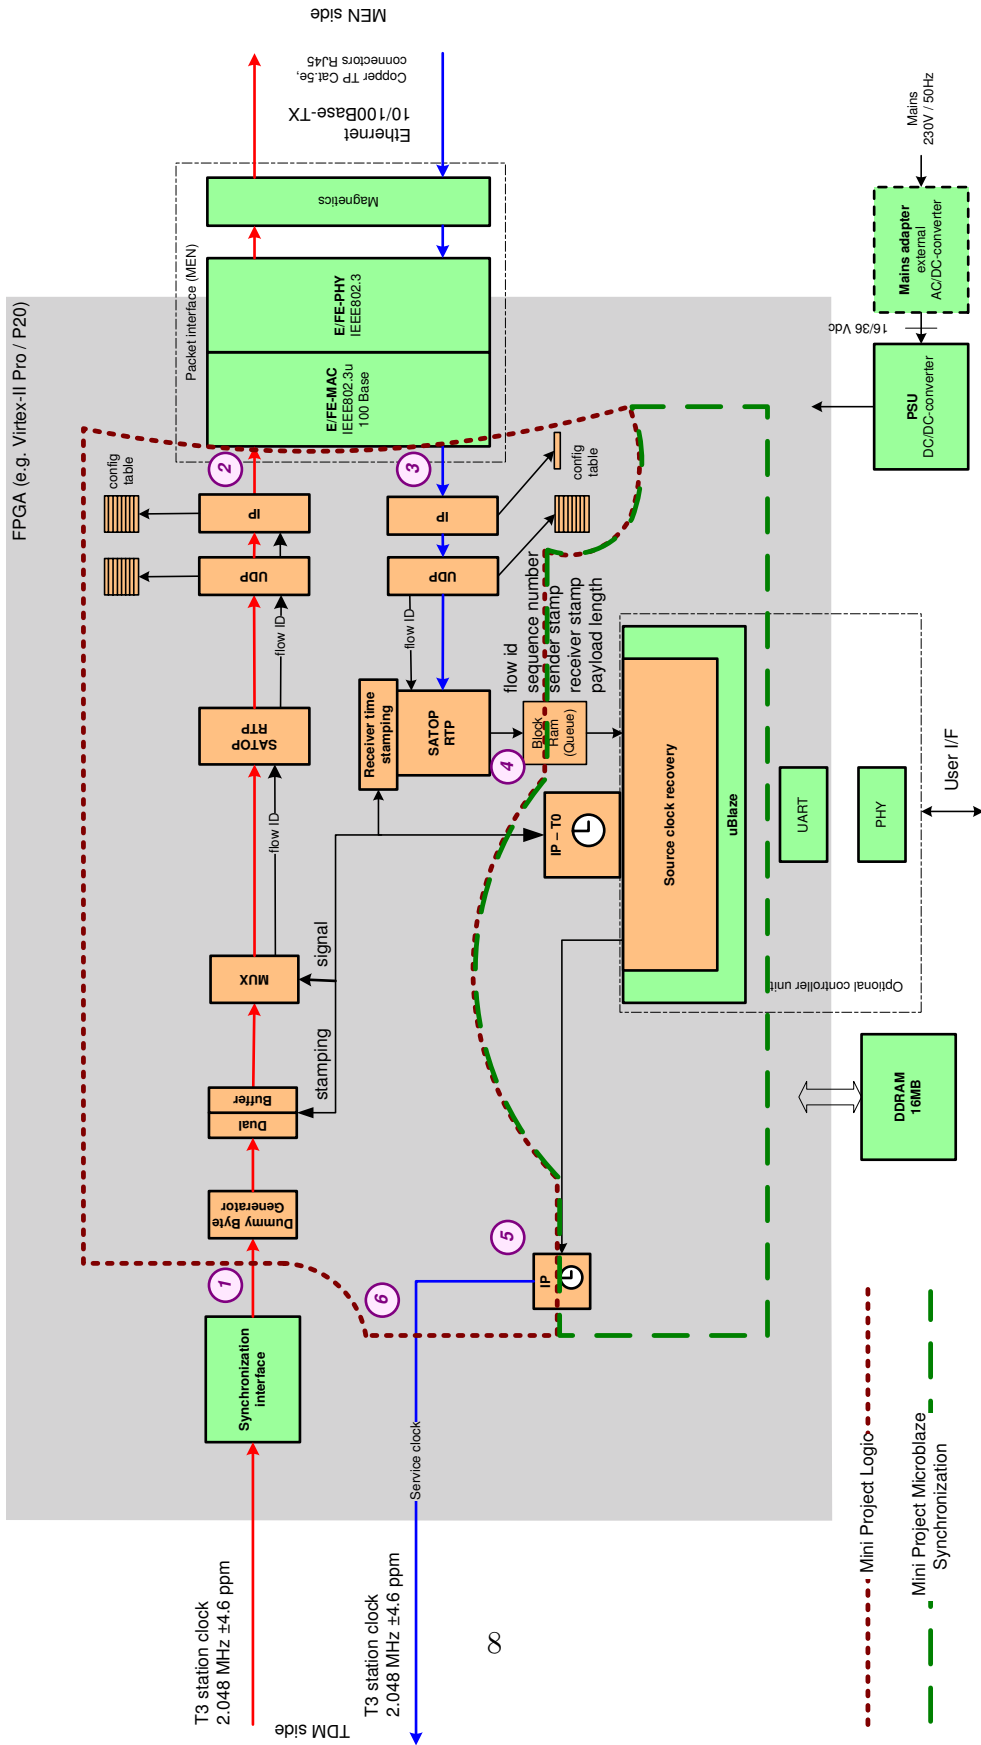 FPGA (e.g. Virtex-II Pro / P20)
TDM side
T3 station clock
2.048 MHz ±4.6 ppm
T3 station clock
2.048 MHz ±4.6 ppm
Service clock
Synchronization
interface
1
Dummy Byte
Generator
Dual
Buffer
stamping
signal
MUX
flow ID
SATOP
RTP
flow ID
UDP
IP
config
table
2
Packet interface (MEN)
E/FE-MAC
IEEE802.3u
100 Base
E/FE-PHY
IEEE802.3
Magnetics
Ethernet
10/100Base-TX
Copper TP Cat.5e,
connectors RJ45
MEN side
3
IP
UDP
config
table
flow ID
Receiver time
stamping
SATOP
RTP
4
flow id
sequence number
sender stamp
receiver stamp
payload length
Block
Ram
(Queue)
IP – T0
5
IP
6
Source clock recovery
uBlaze
Optional controller unit
UART
PHY
User I/F
DDRAM
16MB
PSU
DC/DC-converter
16/36 Vdc
Mains adapter
external
AC/DC-converter
Mains
230V / 50Hz
Mini Project Logic
Mini Project Microblaze
Synchronization
8